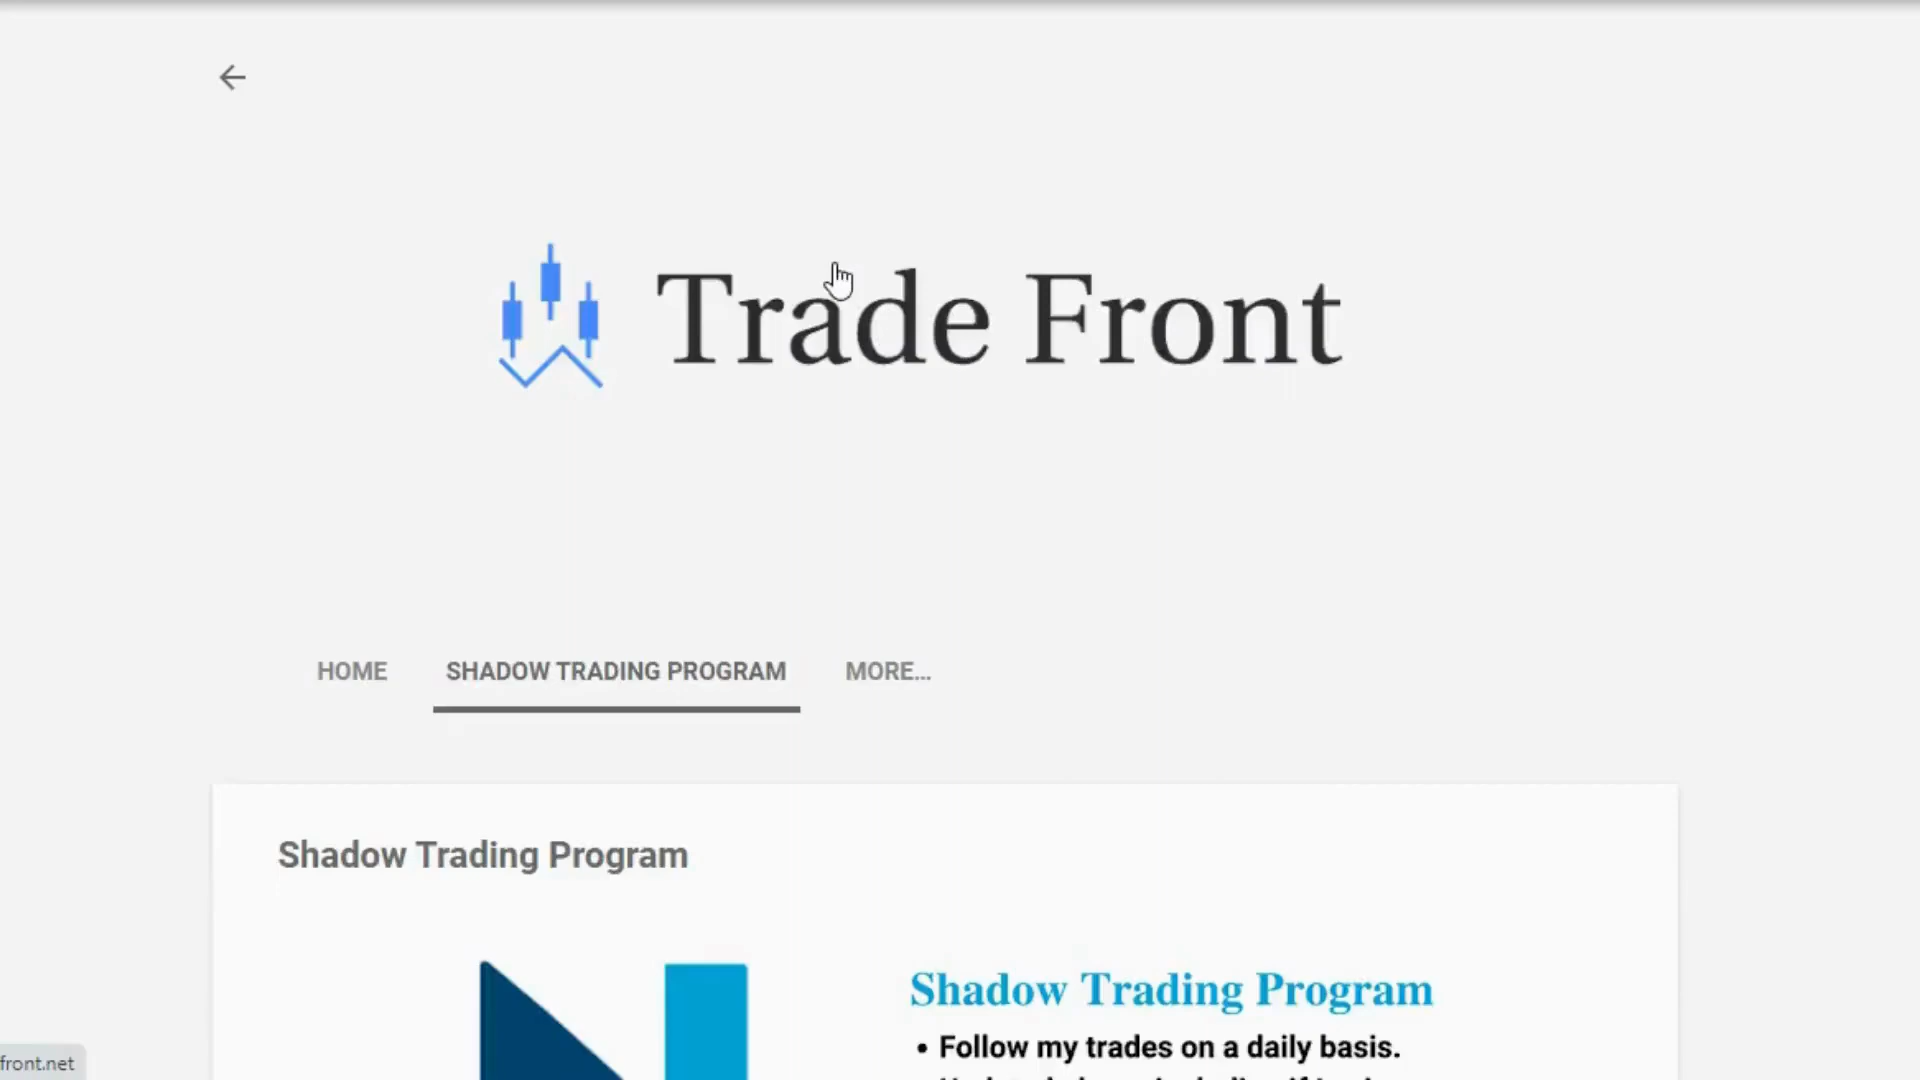 Trade Front
HOME SHADOW TRADING PROGRAM MORE...
Shadow Trading Program
Shadow Trading Program
• Follow my trades on a daily basis.
front.net